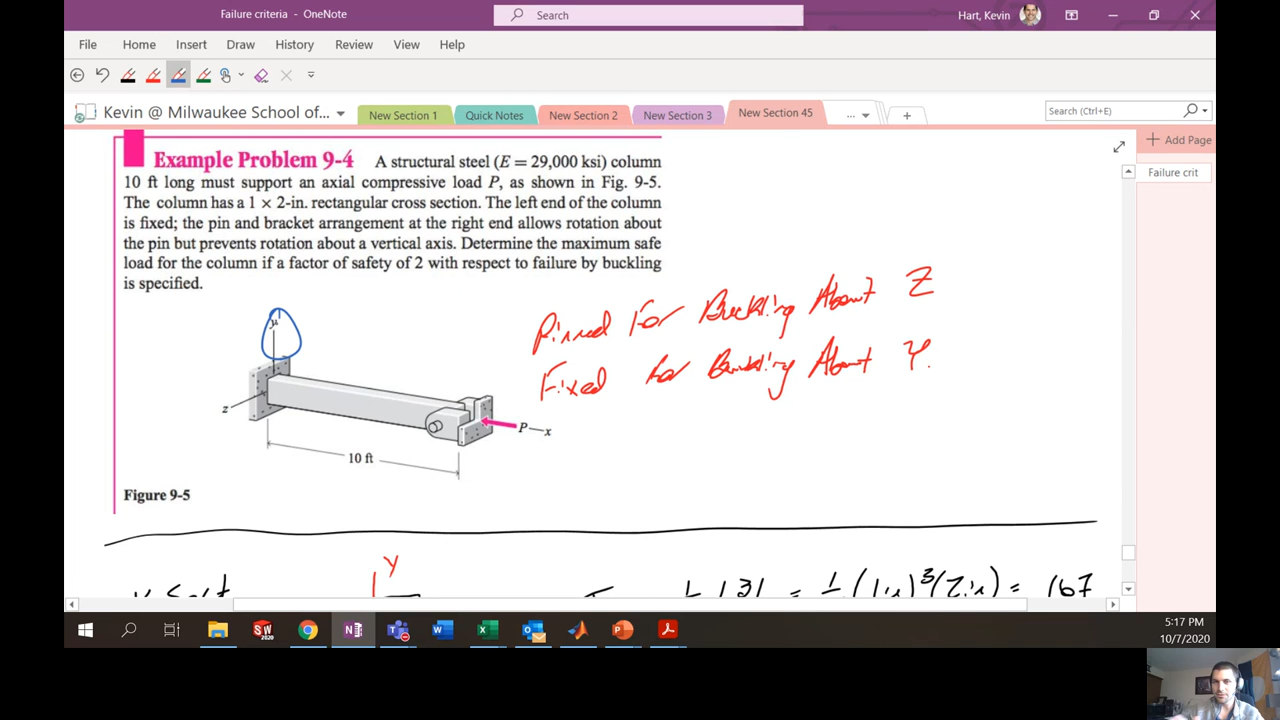 Failure criteria - OneNote
Search
Hart, Kevin
File Home Insert Draw History Review View Help
Kevin @ Milwaukee School of...
New Section 1
Quick Notes
New Section 2
New Section 3
New Section 45
...
+
Search (Ctrl+E)
+ Add Page
Failure crit
Example Problem 9-4 A structural steel (E = 29,000 ksi) column
10 ft long must support an axial compressive load P, as shown in Fig. 9-5.
The column has a 1 × 2-in. rectangular cross section. The left end of the column
is fixed; the pin and bracket arrangement at the right end allows rotation about
the pin but prevents rotation about a vertical axis. Determine the maximum safe
load for the column if a factor of safety of 2 with respect to failure by buckling
is specified.
Pinned For Buckling About Z
Fixed for Buckling About Y.
y
z
P
x
10 ft
Figure 9-5
Y
= 1/ (1in)³(2in) = .167
5:17 PM
10/7/2020